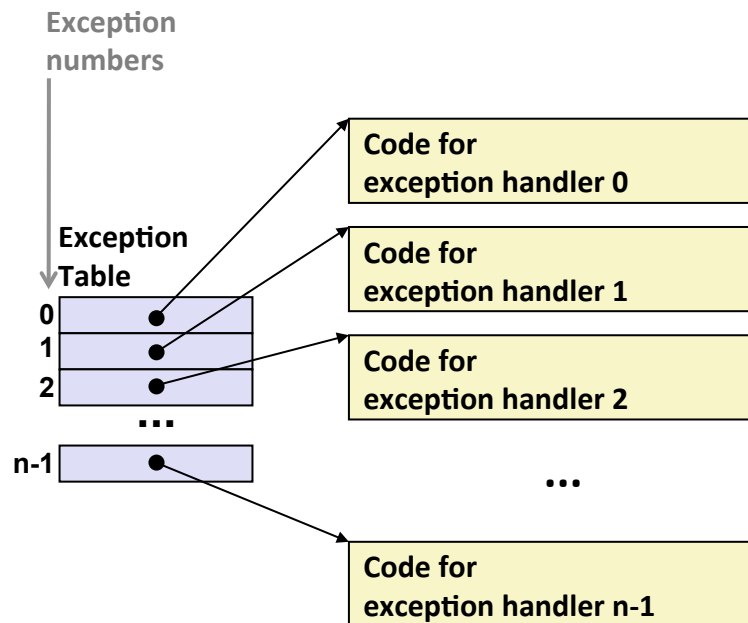 Exception
numbers
Code for
exception handler 0
Exception
Table
Code for
exception handler 1
0
1
2
Code for
exception handler 2
...
n-1
...
Code for
exception handler n-1